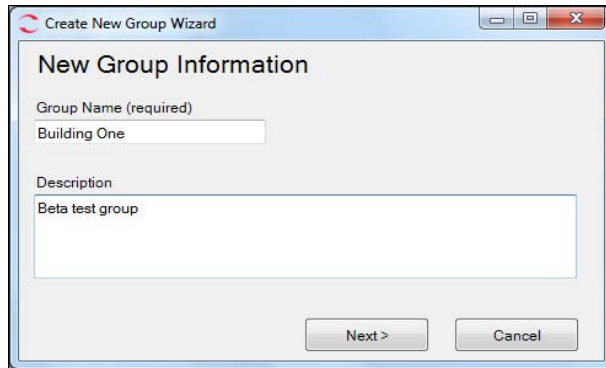 Create New Group Wizard
New Group Information
Group Name (required)
Building One
Description
Beta test group
Next >
Cancel